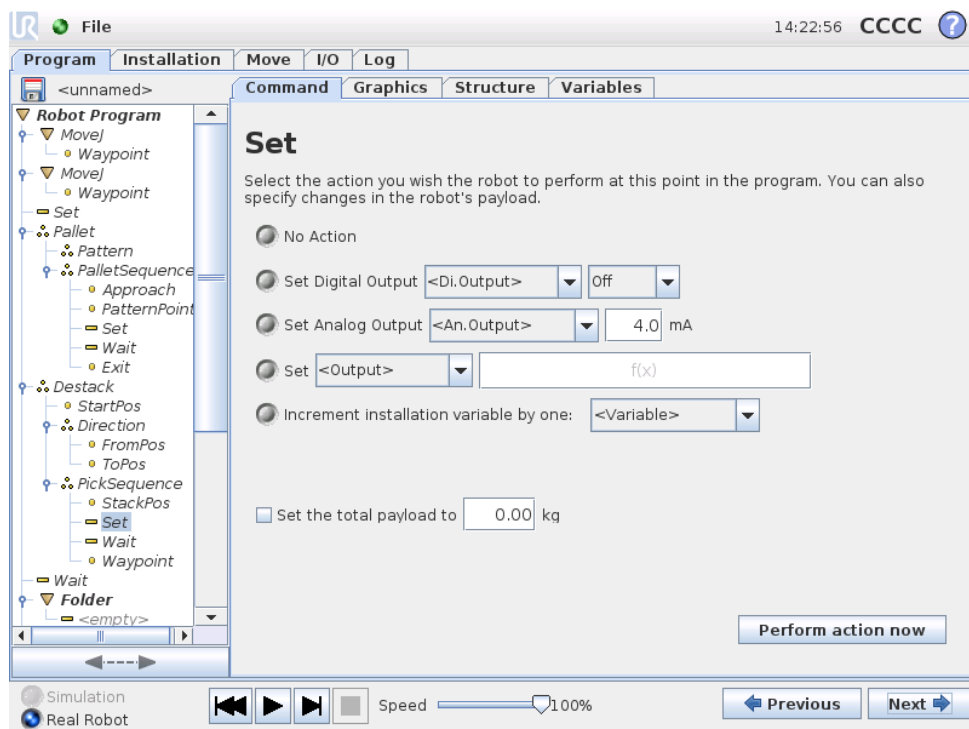 UR File 14:22:56 CCCC ?
Program Installation Move I/O Log
<unnamed>
Command Graphics Structure Variables
Robot Program
MoveJ
Waypoint
MoveJ
Waypoint
Set
Pallet
Pattern
PalletSequence
Approach
PatternPoint
Set
Wait
Exit
Destack
StartPos
Direction
FromPos
ToPos
PickSequence
StackPos
Set
Wait
Waypoint
Wait
Folder
<empty>
Set
Select the action you wish the robot to perform at this point in the program. You can also
specify changes in the robot's payload.
No Action
Set Digital Output <Di.Output> Off
Set Analog Output <An.Output> 4.0 mA
Set <Output> f(x)
Increment installation variable by one: <Variable>
Set the total payload to 0.00 kg
Perform action now
Simulation
Real Robot
Speed 100%
Previous Next